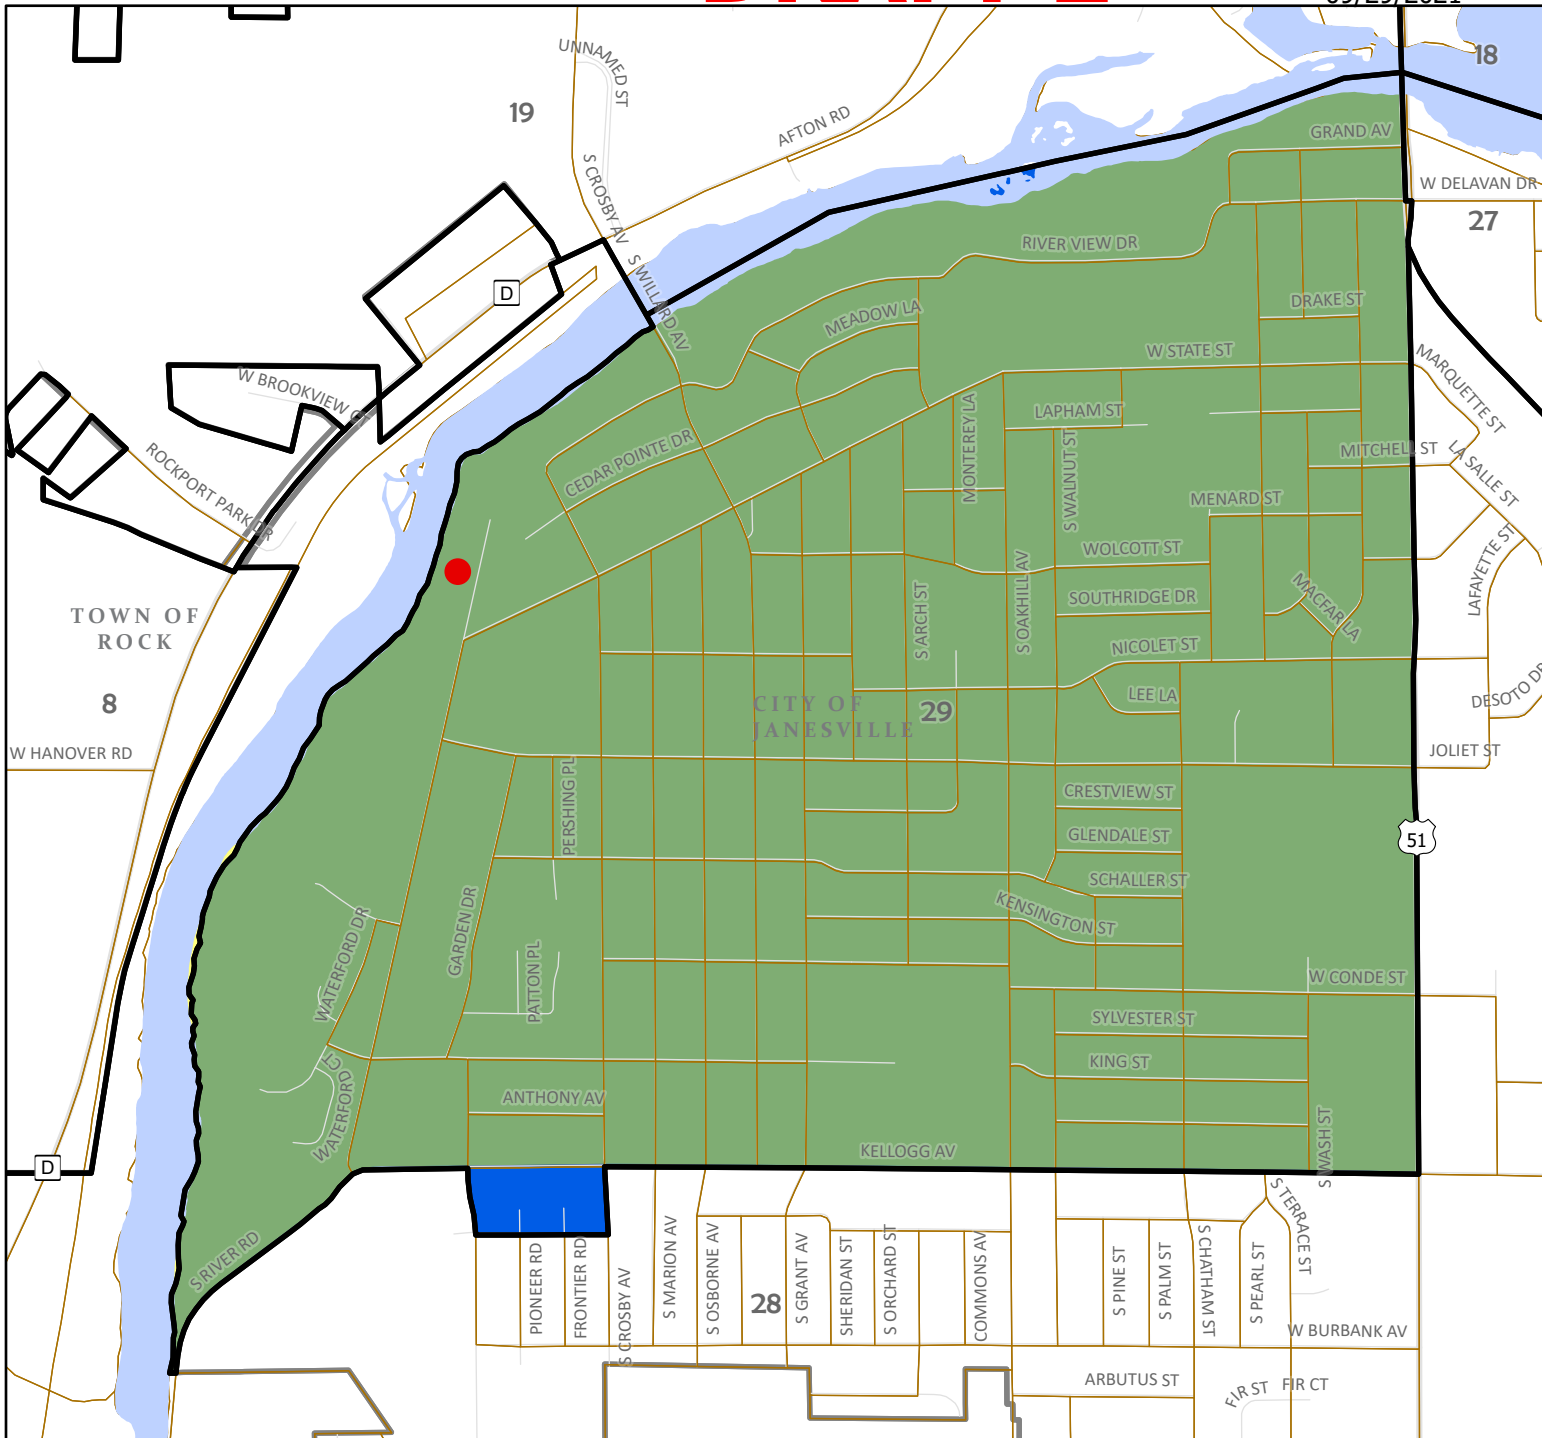 09/29/2021
18
UNNAMED ST
19
AFTON RD
GRAND AV
S CROSBY AV
W DELAVAN DR
27
RIVER VIEW DR
S WILLARD AV
D
DRAKE ST
MEADOW LA
W STATE ST
MARQUETTE ST
W BROOKVIEW
MONTEREY LA
LAPHAM ST
CEDAR POINTE DR
S WALNUT ST
MITCHELL ST
LA SALLE ST
ROCKPORT PARK DR
MENARD ST
WOLCOTT ST
LAFAYETTE ST
S ARCH ST
S OAKHILL AV
SOUTHRIDGE DR
MACFAR LA
TOWN OF
ROCK
NICOLET ST
8
LEE LA
DESOTO DR
CITY OF
JANESVILLE
29
W HANOVER RD
JOLIET ST
PERSHING PL
CRESTVIEW ST
GLENDALE ST
51
SCHALLER ST
KENSINGTON ST
WATERFORD DR
GARDEN DR
PATTON PL
W CONDE ST
SYLVESTER ST
KING ST
WATERFORD CT
ANTHONY AV
S WASH ST
KELLOGG AV
D
S RIVER RD
PIONEER RD
FRONTIER RD
S CROSBY AV
S MARION AV
S OSBORNE AV
28
S GRANT AV
SHERIDAN ST
S ORCHARD ST
COMMONS AV
S PINE ST
S PALM ST
S CHATHAM ST
S PEARL ST
S TERRACE ST
W BURBANK AV
ARBUTUS ST
FIR ST
FIR CT